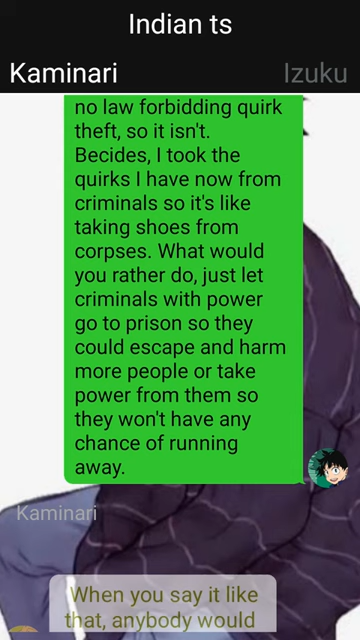 Indian ts
Kaminari
Izuku
no law forbidding quirk
theft, so it isn't.
Becides, I took the
quirks I have now from
criminals so it's like
taking shoes from
corpses. What would
you rather do, just let
criminals with power
go to prison so they
could escape and harm
more people or take
power from them so
they won't have any
chance of running
away.
Kaminari
When you say it like
that, anybody would